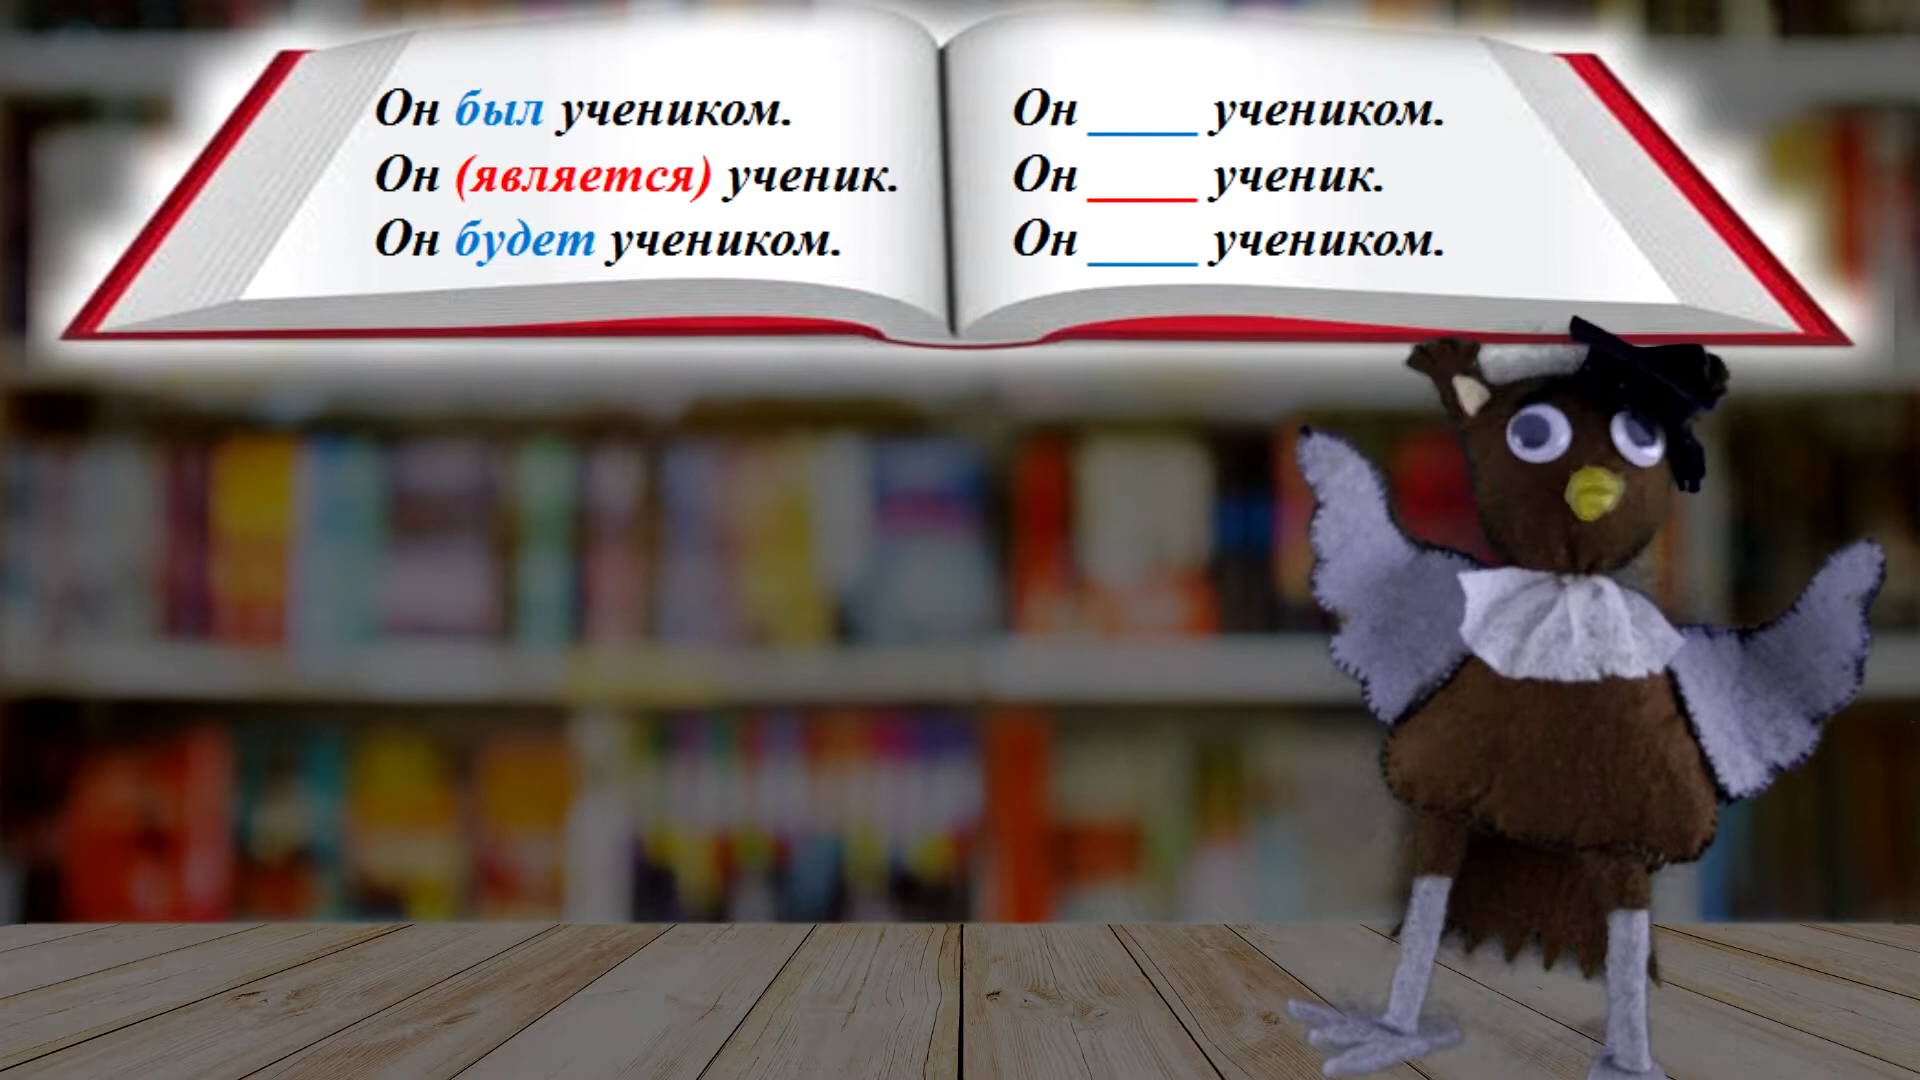 Он был учеником.
Он (является) ученик.
Он будет учеником.
Он ____ учеником.
Он ____ ученик.
Он ____ учеником.